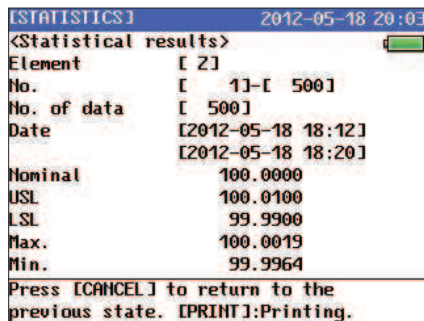 [STATISTICS] 2012-05-18 20:03
<Statistical results>
Element [ Z]
No. [ 1]-[ 500]
No. of data [ 500]
Date [2012-05-18 18:12]
[2012-05-18 18:20]
Nominal 100.0000
USL 100.0100
LSL 99.9900
Max. 100.0019
Min. 99.9964
Press [CANCEL] to return to the
previous state. [PRINT]:Printing.